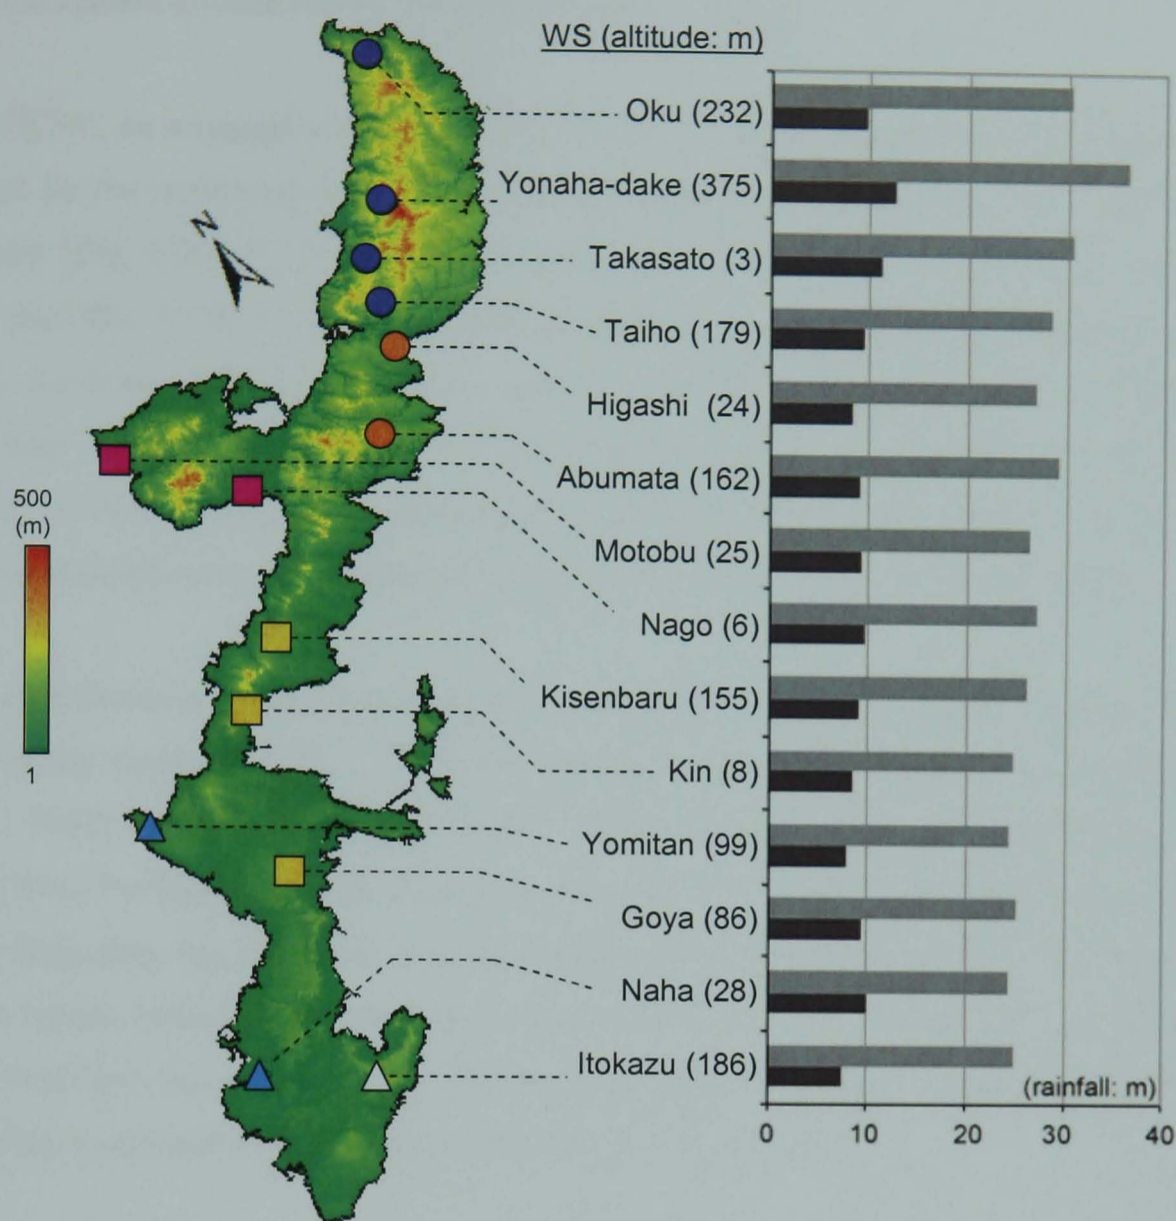 WS (altitude: m)
Oku (232)
Yonaha-dake (375)
Takasato (3)
Taiho (179)
Higashi (24)
Abumata (162)
Motobu (25)
Nago (6)
Kisenbaru (155)
Kin (8)
Yomitan (99)
Goya (86)
Naha (28)
Itokazu (186)
N
500
(m)
1
(rainfall: m)
0 10 20 30 40